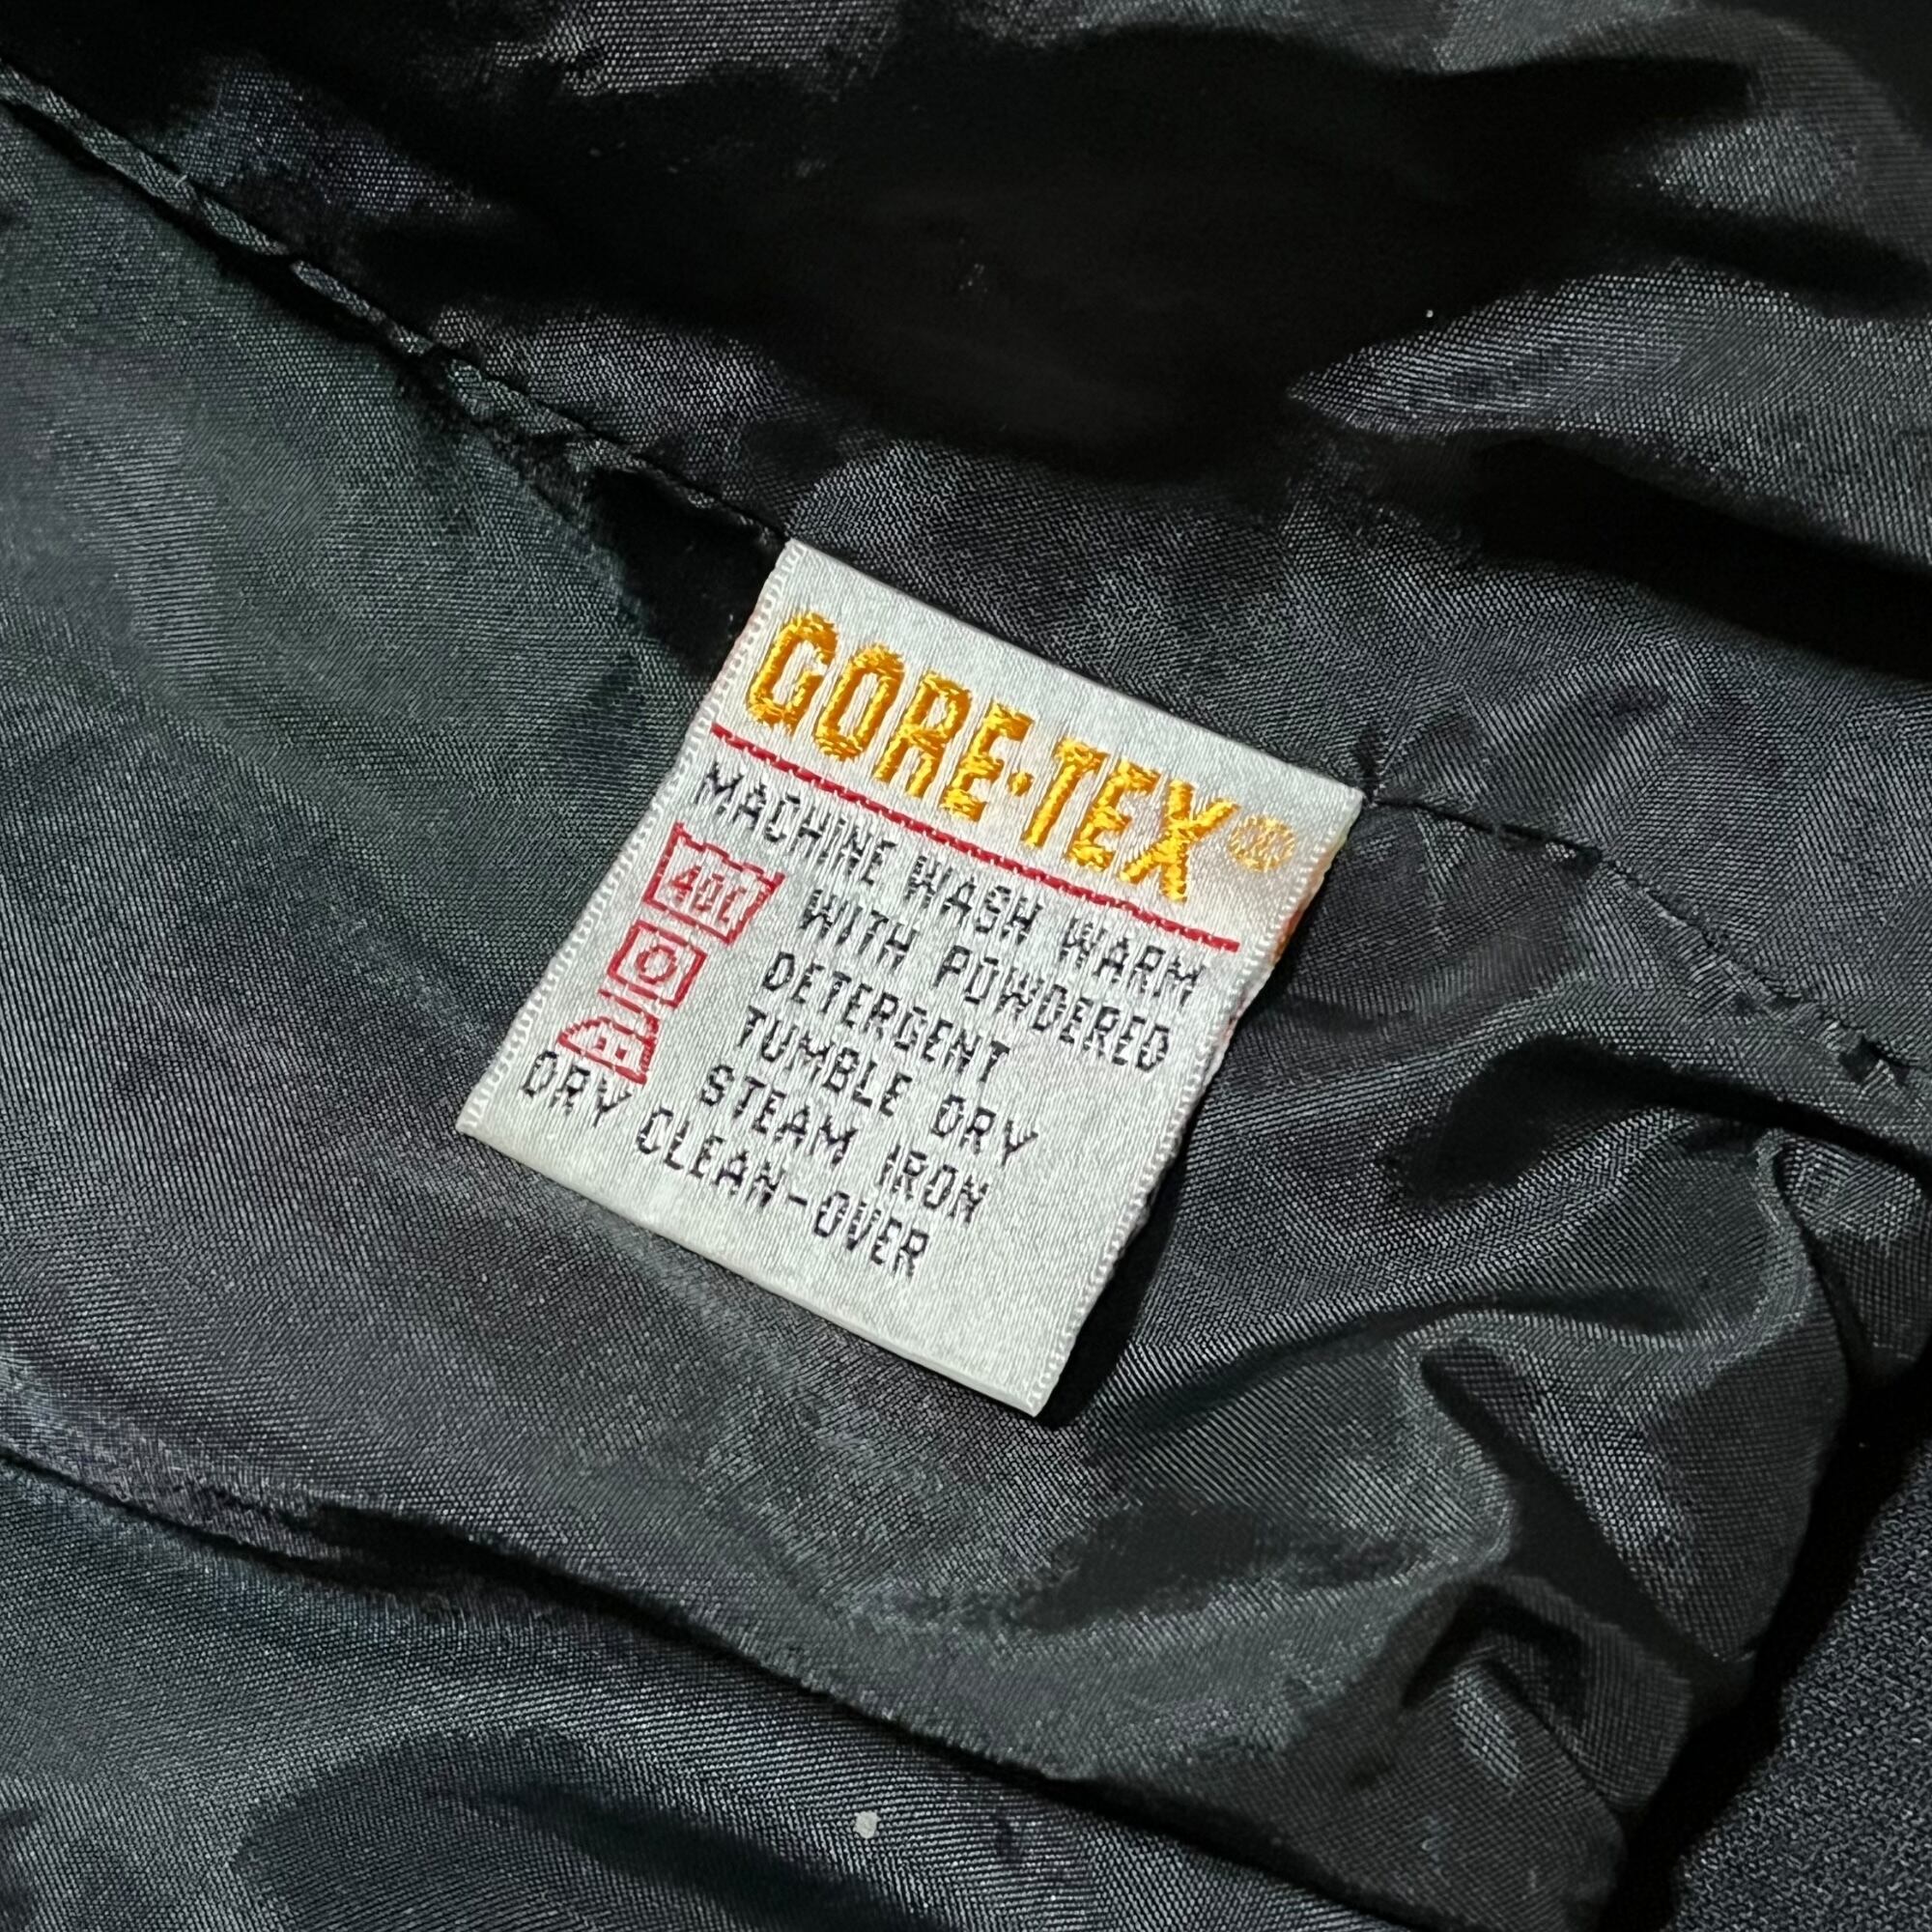 GORE-TEX®
MACHINE WASH WARM
40C
WITH POWDERED
DETERGENT
TUMBLE DRY
STEAM IRON
DRY CLEAN-OVER